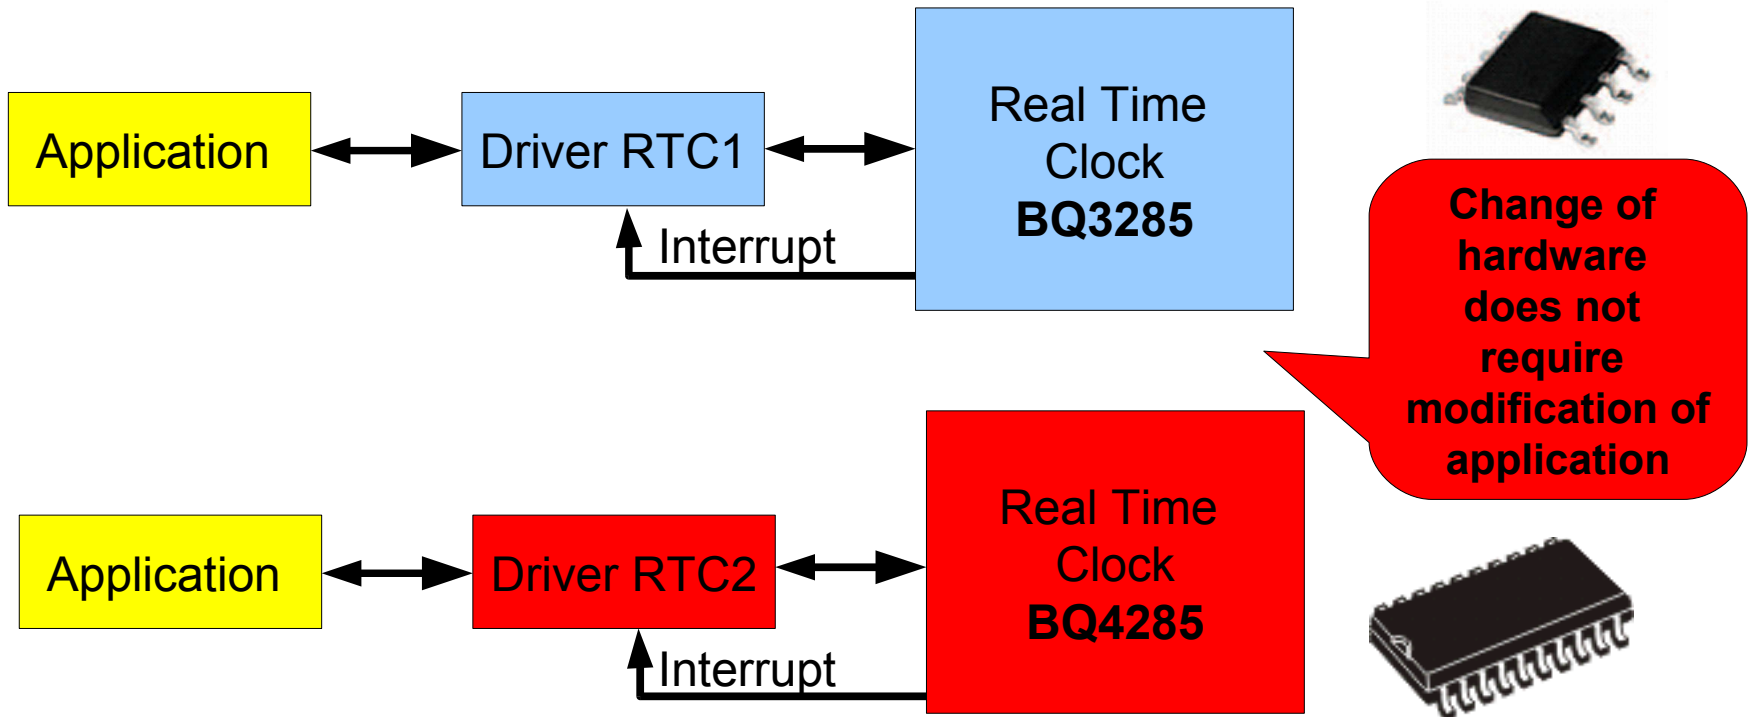 Application
Driver RTC1
Real Time
Clock
BQ3285
Interrupt
Change of
hardware
does not
require
modification of
application
Application
Driver RTC2
Real Time
Clock
BQ4285
Interrupt